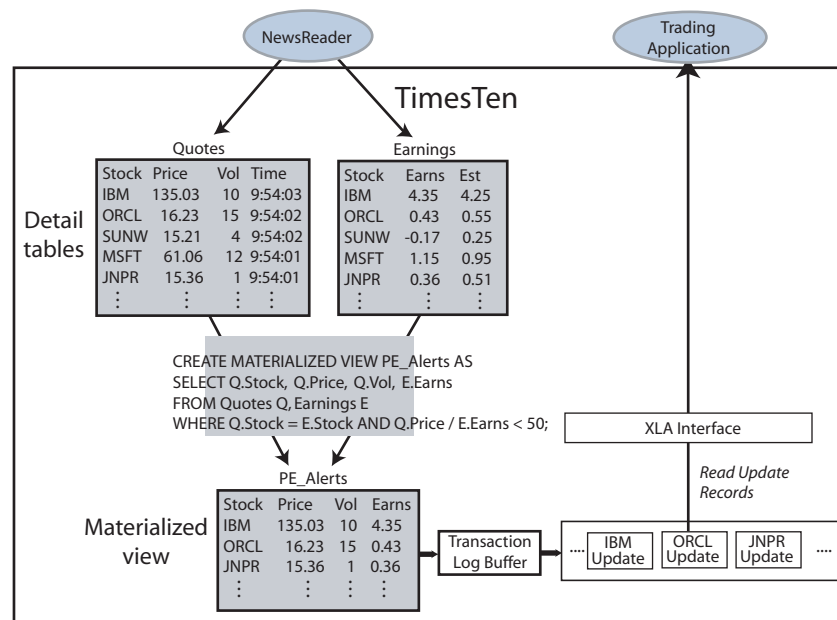 NewsReader
Trading
Application
TimesTen
Quotes
Stock Price Vol Time
IBM 135.03 10 9:54:03
ORCL 16.23 15 9:54:02
SUNW 15.21 4 9:54:02
MSFT 61.06 12 9:54:01
JNPR 15.36 1 9:54:01
⋮ ⋮ ⋮ ⋮
Earnings
Stock Earns Est
IBM 4.35 4.25
ORCL 0.43 0.55
SUNW -0.17 0.25
MSFT 1.15 0.95
JNPR 0.36 0.51
⋮ ⋮ ⋮
Detail
tables
CREATE MATERIALIZED VIEW PE_Alerts AS
SELECT Q.Stock, Q.Price, Q.Vol, E.Earns
FROM Quotes Q, Earnings E
WHERE Q.Stock = E.Stock AND Q.Price / E.Earns < 50;
XLA Interface
Read Update
Records
PE_Alerts
Stock Price Vol Earns
IBM 135.03 10 4.35
ORCL 16.23 15 0.43
JNPR 15.36 1 0.36
⋮ ⋮ ⋮ ⋮
Materialized
view
Transaction
Log Buffer
....
IBM
Update
ORCL
Update
JNPR
Update
....